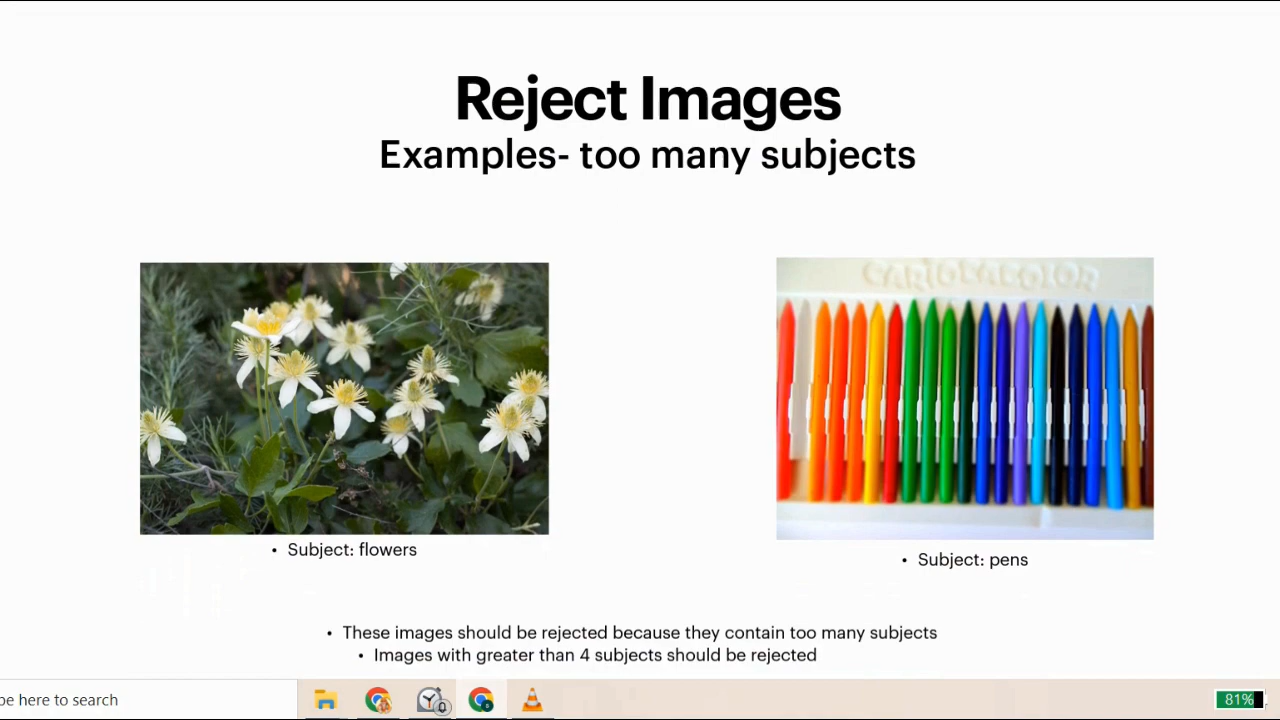 Reject Images
Examples- too many subjects
CARIOCACOLOR
• Subject: flowers
• Subject: pens
• These images should be rejected because they contain too many subjects
• Images with greater than 4 subjects should be rejected
pe here to search
81%